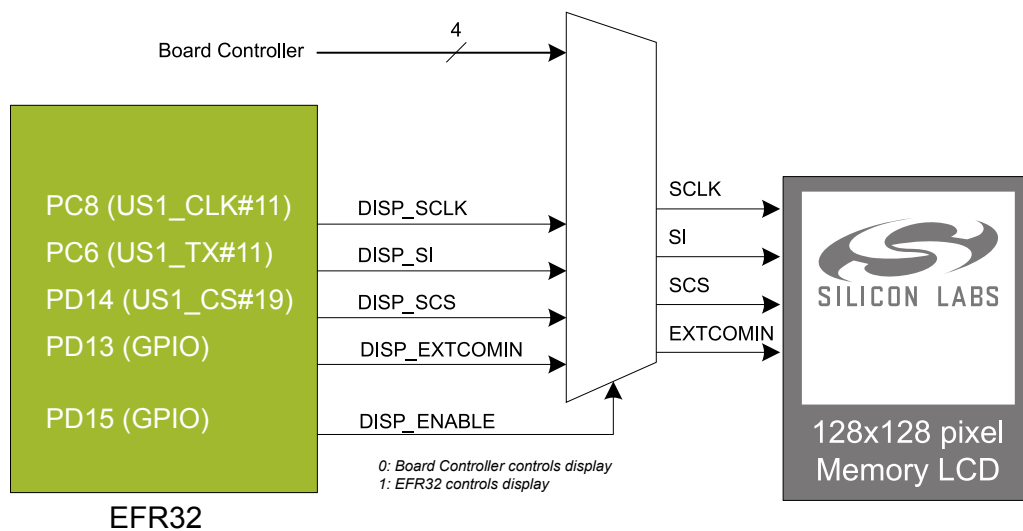 4
Board Controller
PC8 (US1_CLK#11)
PC6 (US1_TX#11)
PD14 (US1_CS#19)
PD13 (GPIO)
PD15 (GPIO)
EFR32
DISP_SCLK
DISP_SI
DISP_SCS
DISP_EXTCOMIN
DISP_ENABLE
0: Board Controller controls display
1: EFR32 controls display
SCLK
SI
SCS
EXTCOMIN
SILICON LABS
128x128 pixel
Memory LCD